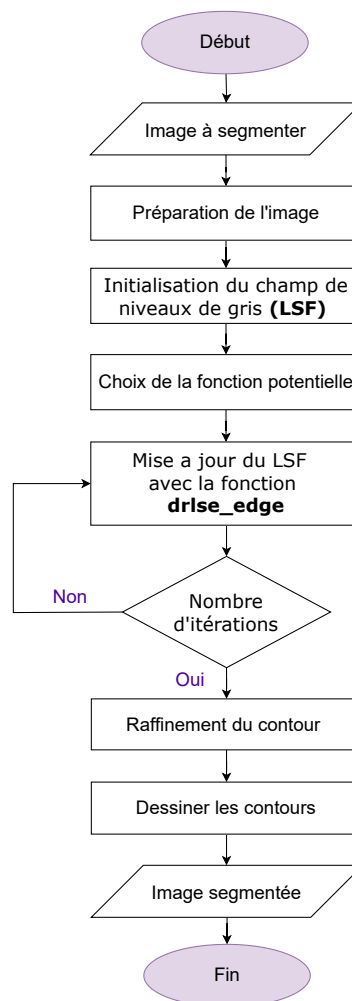 Début
Image à segmenter
Préparation de l'image
Initialisation du champ de
niveaux de gris (LSF)
Choix de la fonction potentielle
Mise a jour du LSF
avec la fonction
drlse_edge
Non
Nombre
d'itérations
Oui
Raffinement du contour
Dessiner les contours
Image segmentée
Fin